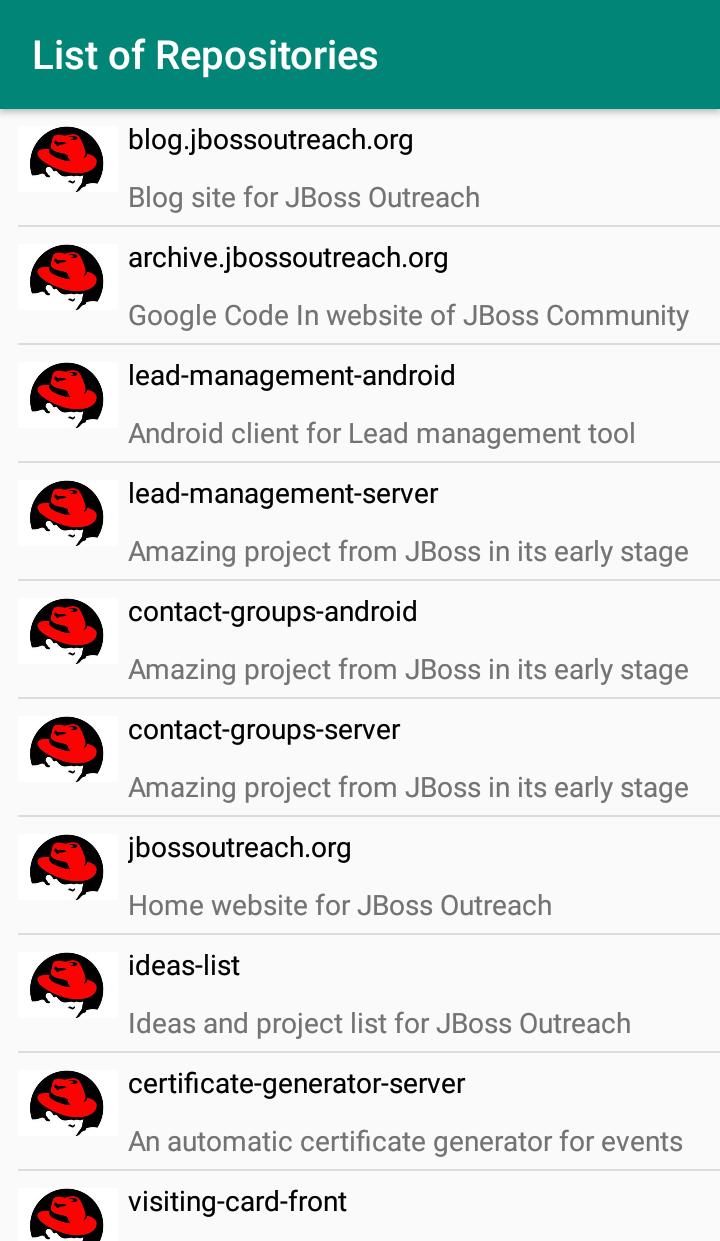 List of Repositories
blog.jbossoutreach.org
Blog site for JBoss Outreach
archive.jbossoutreach.org
Google Code In website of JBoss Community
lead-management-android
Android client for Lead management tool
lead-management-server
Amazing project from JBoss in its early stage
contact-groups-android
Amazing project from JBoss in its early stage
contact-groups-server
Amazing project from JBoss in its early stage
jbossoutreach.org
Home website for JBoss Outreach
ideas-list
Ideas and project list for JBoss Outreach
certificate-generator-server
An automatic certificate generator for events
visiting-card-front